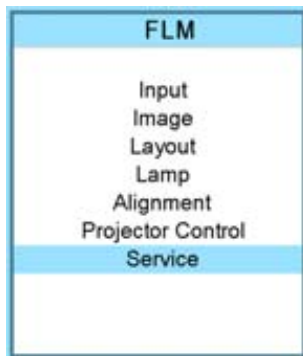 FLM
Input
Image
Layout
Lamp
Alignment
Projector Control
Service